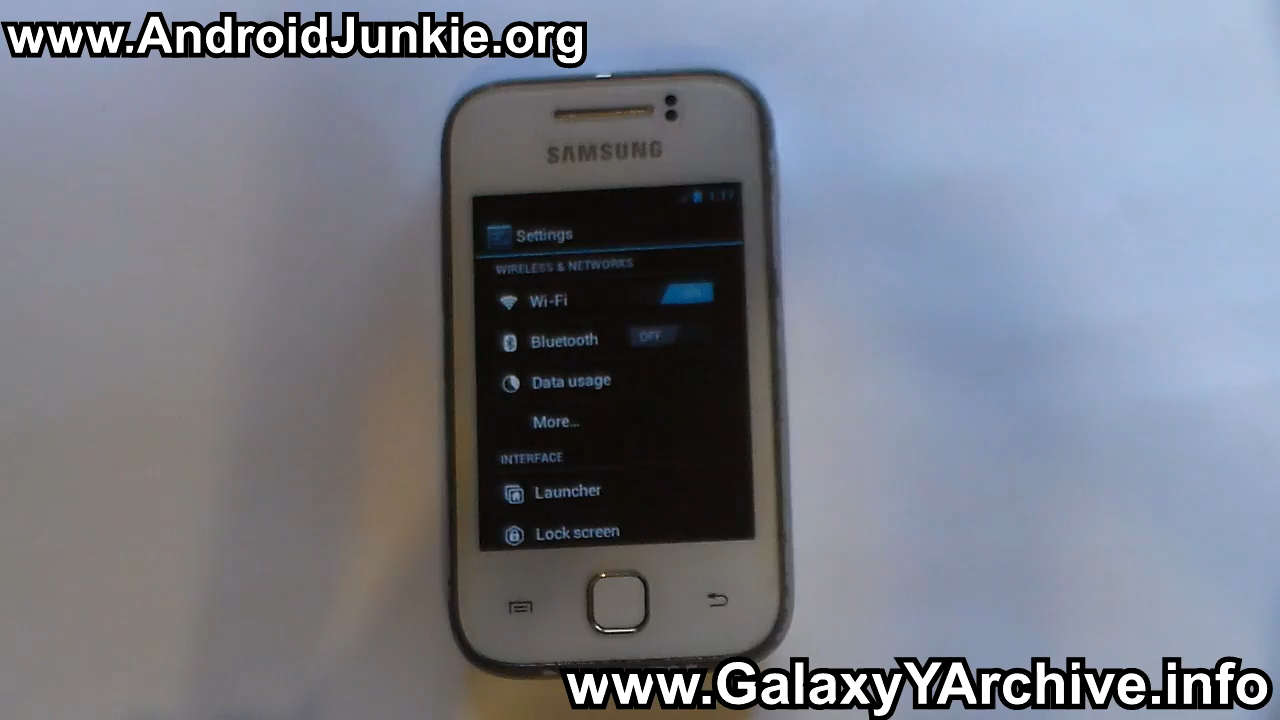 www.AndroidJunkie.org
SAMSUNG
Settings
WIRELESS & NETWORKS
Wi-Fi
Bluetooth OFF
Data usage
More...
INTERFACE
Launcher
Lock screen
www.GalaxyYArchive.info